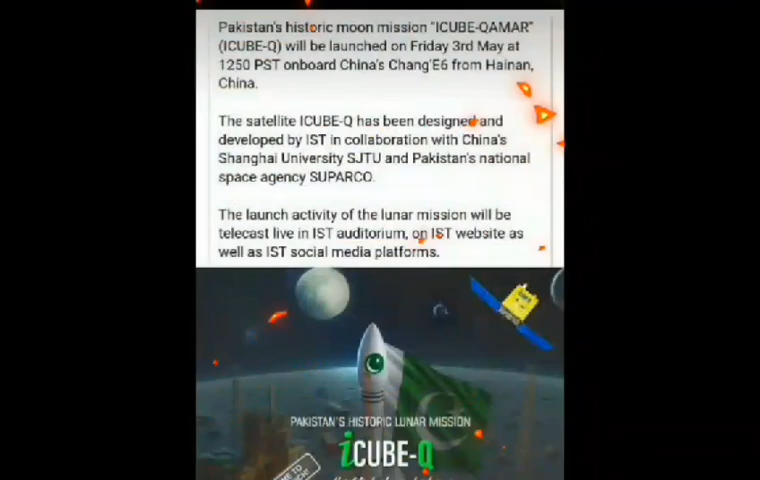 Pakistan's historic moon mission "ICUBE-QAMAR"
(ICUBE-Q) will be launched on Friday 3rd May at
1250 PST onboard China's Chang'E6 from Hainan,
China.
The satellite ICUBE-Q has been designed and
developed by IST in collaboration with China's
Shanghai University SJTU and Pakistan's national
space agency SUPARCO.
The launch activity of the lunar mission will be
telecast live in IST auditorium, on IST website as
well as IST social media platforms.
PAKISTAN'S HISTORIC LUNAR MISSION
iCUBE-Q